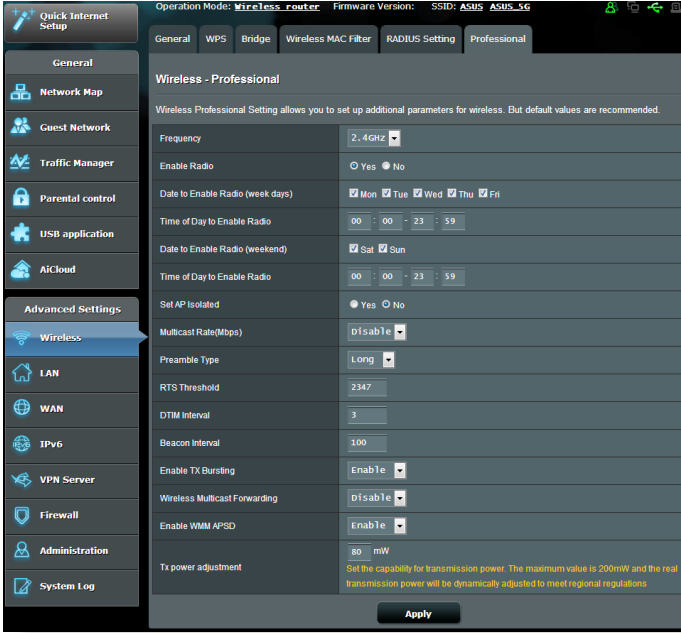 Quick Internet
Setup
General
Network Map
Guest Network
Traffic Manager
Parental control
USB application
AiCloud
Advanced Settings
Wireless
LAN
WAN
IPv6
VPN Server
Firewall
Administration
System Log
Operation Mode: Wireless router Firmware Version: SSID: ASUS ASUS_5G
General WPS Bridge Wireless MAC Filter RADIUS Setting Professional
Wireless - Professional
Wireless Professional Setting allows you to set up additional parameters for wireless. But default values are recommended.
Frequency 2.4GHz
Enable Radio Yes No
Date to Enable Radio (week days) Mon Tue Wed Thu Fri
Time of Day to Enable Radio 00 : 00 - 23 : 59
Date to Enable Radio (weekend) Sat Sun
Time of Day to Enable Radio 00 : 00 - 23 : 59
Set AP Isolated Yes No
Multicast Rate(Mbps) Disable
Preamble Type Long
RTS Threshold 2347
DTIM Interval 3
Beacon Interval 100
Enable TX Bursting Enable
Wireless Multicast Forwarding Disable
Enable WMM APSD Enable
Tx power adjustment 80 mW
Set the capability for transmission power. The maximum value is 200mW and the real
transmission power will be dynamically adjusted to meet regional regulations
Apply